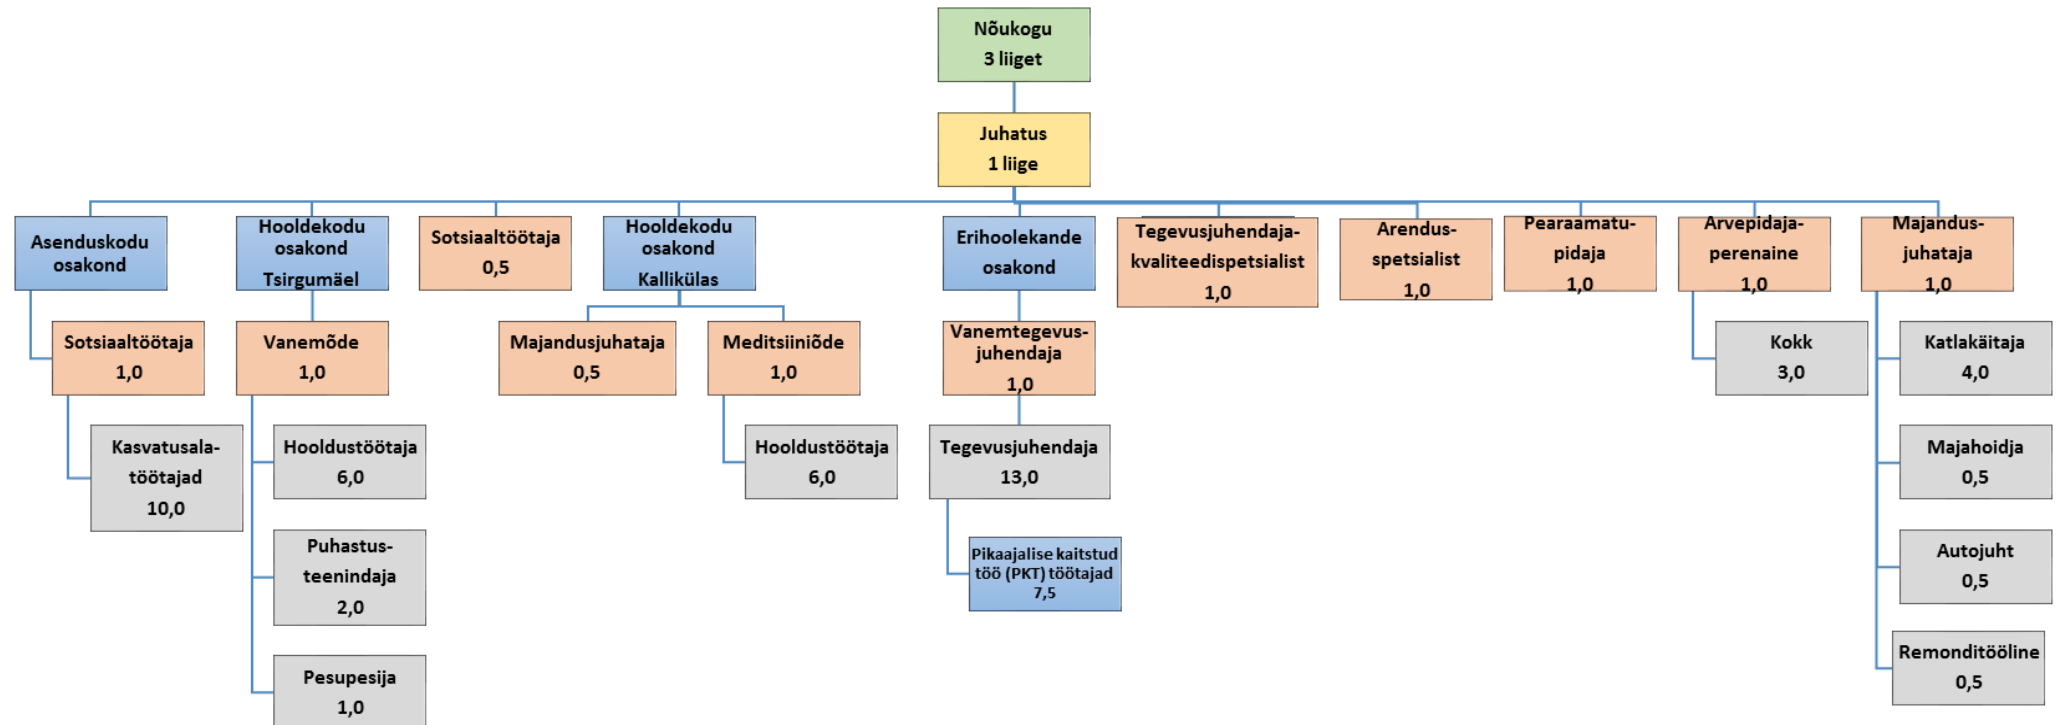 Nõukogu
3 liiget
Juhatus
1 liige
Asenduskodu
osakond
Hooldekodu
osakond
Tsirgumäel
Sotsiaaltöötaja
0,5
Hooldekodu
osakond
Kallikülas
Erihoolekande
osakond
Tegevusjuhendaja-
kvaliteedispetsialist
1,0
Arendus-
spetsialist
1,0
Pearaamatu-
pidaja
1,0
Arvepidaja-
perenaine
1,0
Majandus-
juhataja
1,0
Sotsiaaltöötaja
1,0
Vanemõde
1,0
Majandusjuhataja
0,5
Meditsiiniõde
1,0
Vanemtegevus-
juhendaja
1,0
Kokk
3,0
Katlakäitaja
4,0
Kasvatusala-
töötajad
10,0
Hooldustöötaja
6,0
Hooldustöötaja
6,0
Tegevusjuhendaja
13,0
Majahoidja
0,5
Puhastus-
teenindaja
2,0
Pikaajalise kaitstud
töö (PKT) töötajad
7,5
Autojuht
0,5
Pesupesija
1,0
Remonditööline
0,5